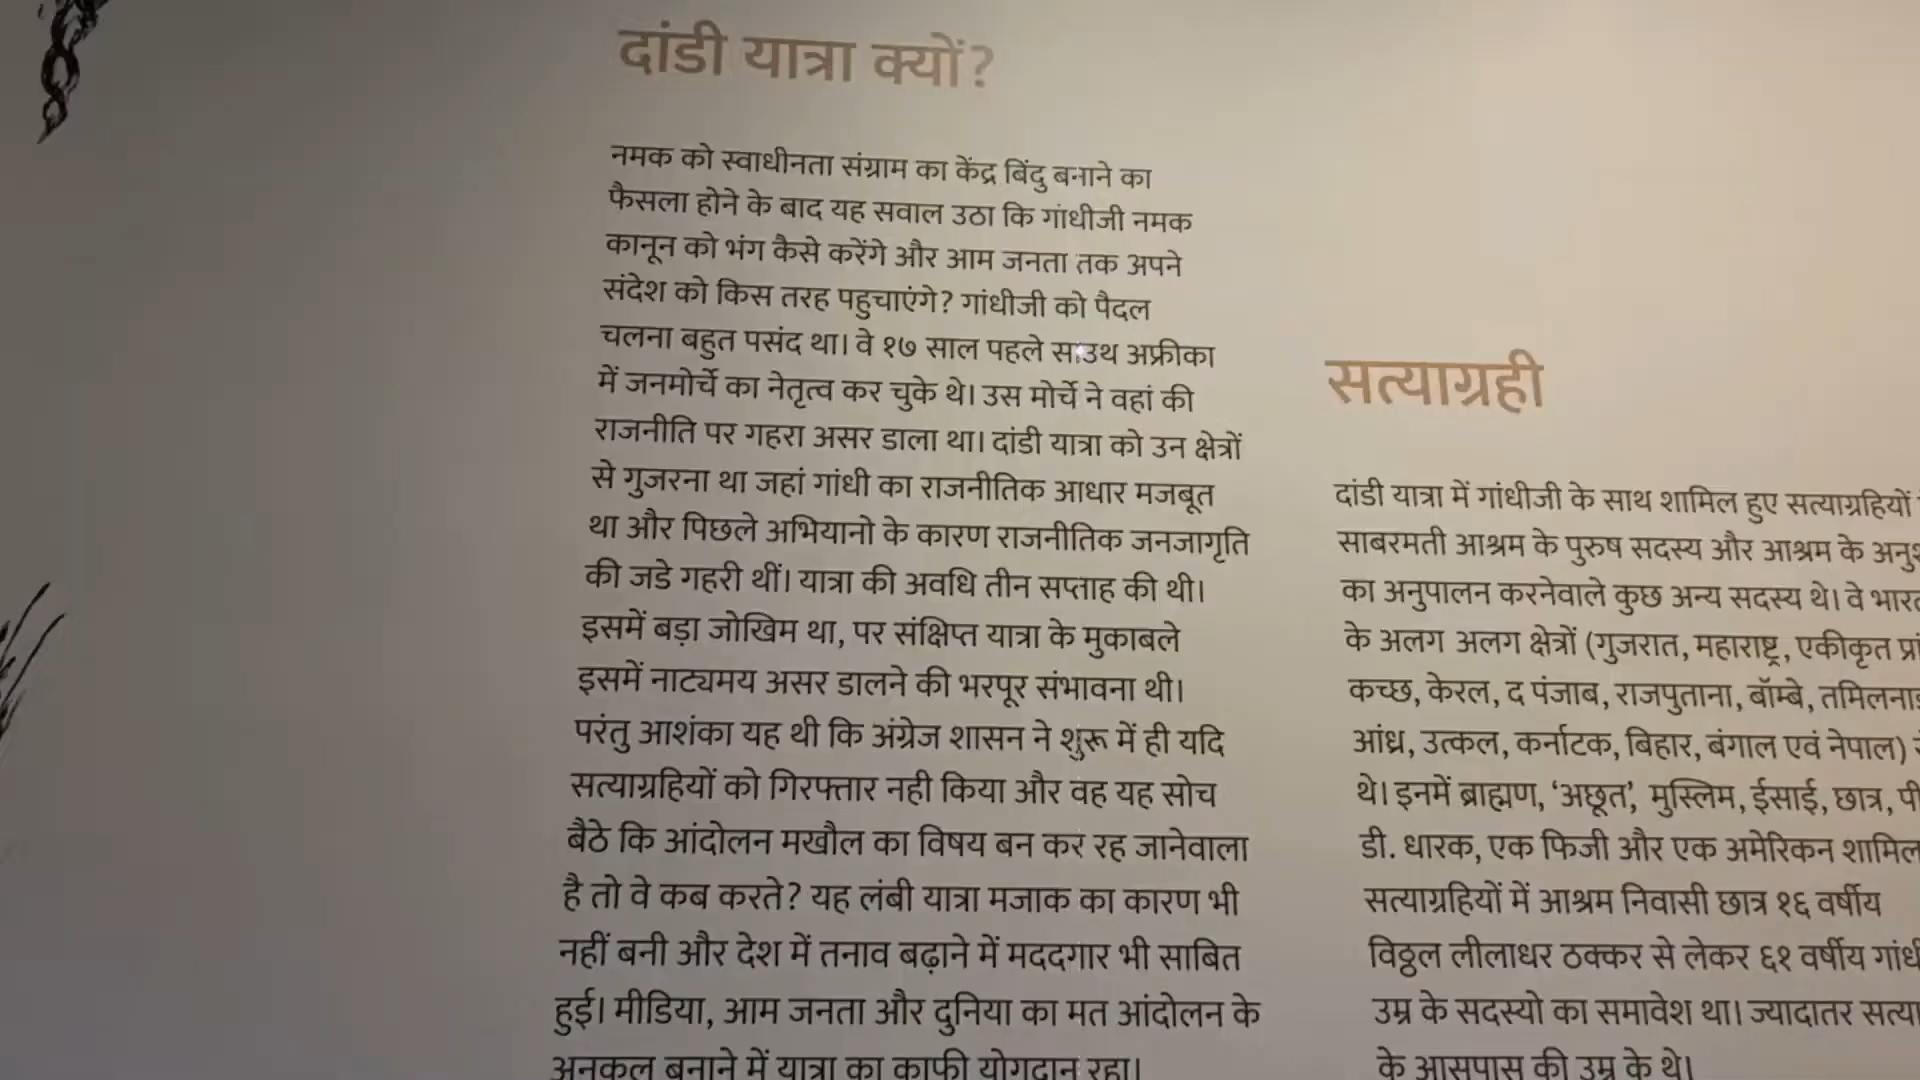 दांडी यात्रा क्यों?
नमक को स्वाधीनता संग्राम का केंद्र बिंदु बनाने का
फैसला होने के बाद यह सवाल उठा कि गांधीजी नमक
कानून को भंग कैसे करेंगे और आम जनता तक अपने
संदेश को किस तरह पहुचाएंगे? गांधीजी को पैदल
चलना बहुत पसंद था। वे १७ साल पहले साउथ अफ्रीका
में जनमोर्चे का नेतृत्व कर चुके थे। उस मोर्चे ने वहां की
राजनीति पर गहरा असर डाला था। दांडी यात्रा को उन क्षेत्रों
से गुजरना था जहां गांधी का राजनीतिक आधार मजबूत
था और पिछले अभियानो के कारण राजनीतिक जनजागृति
की जडे गहरी थीं। यात्रा की अवधि तीन सप्ताह की थी।
इसमें बड़ा जोखिम था, पर संक्षिप्त यात्रा के मुकाबले
इसमें नाट्यमय असर डालने की भरपूर संभावना थी।
परंतु आशंका यह थी कि अंग्रेज शासन ने शुरू में ही यदि
सत्याग्रहियों को गिरफ्तार नही किया और वह यह सोच
बैठे कि आंदोलन मखौल का विषय बन कर रह जानेवाला
है तो वे कब करते? यह लंबी यात्रा मजाक का कारण भी
नहीं बनी और देश में तनाव बढ़ाने में मददगार भी साबित
हुई। मीडिया, आम जनता और दुनिया का मत आंदोलन के
अनुकूल बनाने में यात्रा का काफी योगदान रहा।
सत्याग्रही
दांडी यात्रा में गांधीजी के साथ शामिल हुए सत्याग्रहियों
साबरमती आश्रम के पुरुष सदस्य और आश्रम के
का अनुपालन करनेवाले कुछ अन्य सदस्य थे। वे
के अलग अलग क्षेत्रों (गुजरात, महाराष्ट्र, एकीकृत
कच्छ, केरल, द पंजाब, राजपुताना, बॉम्बे,
आंध्र, उत्कल, कर्नाटक, बिहार, बंगाल एवं नेपाल)
थे। इनमें ब्राह्मण, ‘अछूत’, मुस्लिम, ईसाई, छात्र,
डी. धारक, एक फिजी और एक अमेरिकन शामिल
सत्याग्रहियों में आश्रम निवासी छात्र १६ वर्षीय
विठ्ठल लीलाधर ठक्कर से लेकर ६१ वर्षीय
उम्र के सदस्यो का समावेश था। ज्यादातर
के आसपास की उम्र के थे।